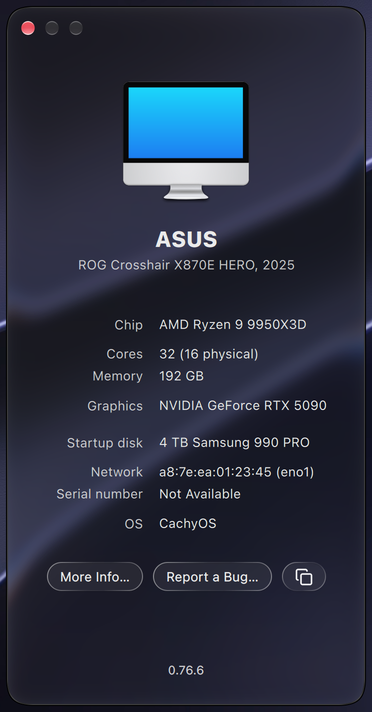 ASUS
ROG Crosshair X870E HERO, 2025
Chip AMD Ryzen 9 9950X3D
Cores 32 (16 physical)
Memory 192 GB
Graphics NVIDIA GeForce RTX 5090
Startup disk 4 TB Samsung 990 PRO
Network a8:7e:ea:01:23:45 (eno1)
Serial number Not Available
OS CachyOS
More Info... Report a Bug...
0.76.6